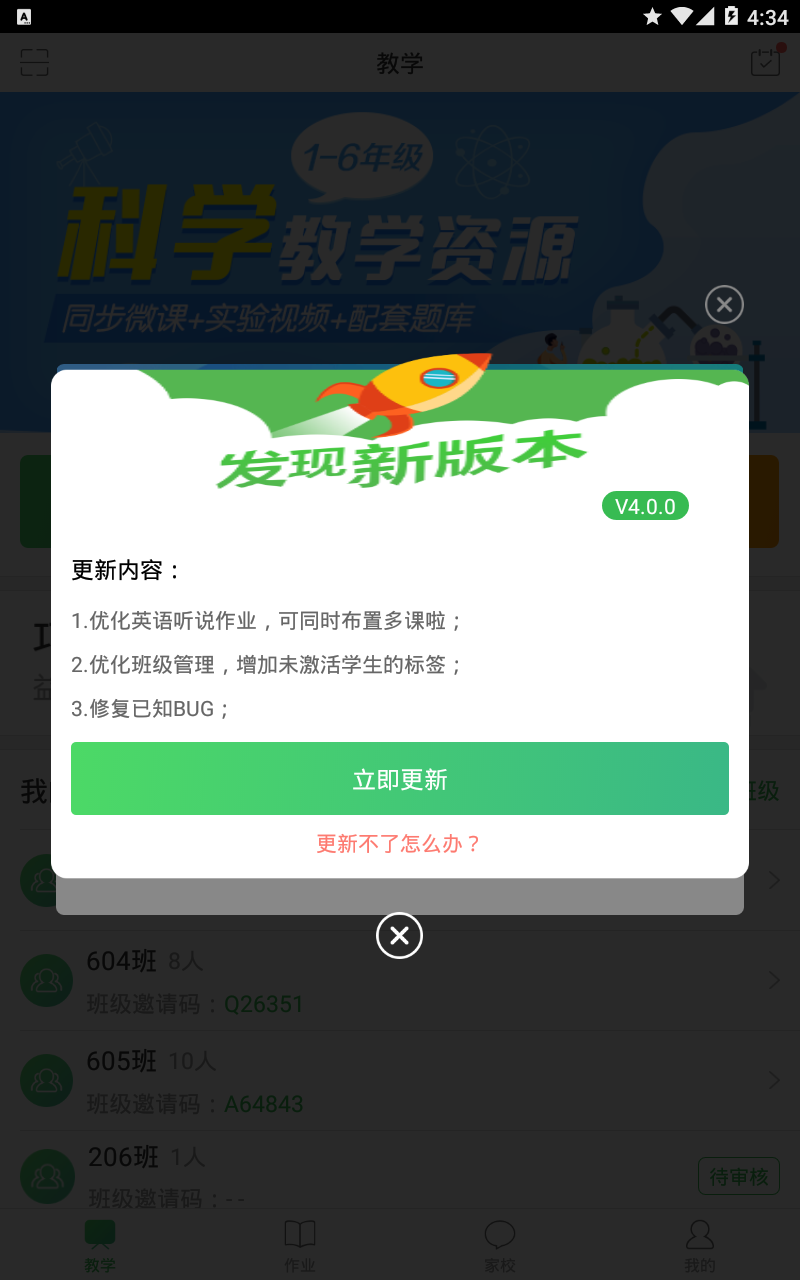 4:34
教学
1-6年级
科学教学资源
同步微课+实验视频+配套题库
发现新版本
V4.0.0
更新内容：
1.优化英语听说作业，可同时布置多课啦；
2.优化班级管理，增加未激活学生的标签；
3.修复已知BUG；
立即更新
更新不了怎么办？
我
班级
604班 8人
班级邀请码：Q26351
605班 10人
班级邀请码：A64843
206班 1人
待审核
班级邀请码：--
教学
作业
家校
我的